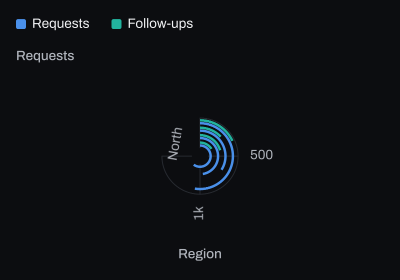 Requests Follow-ups
Requests
North
500
1k
Region